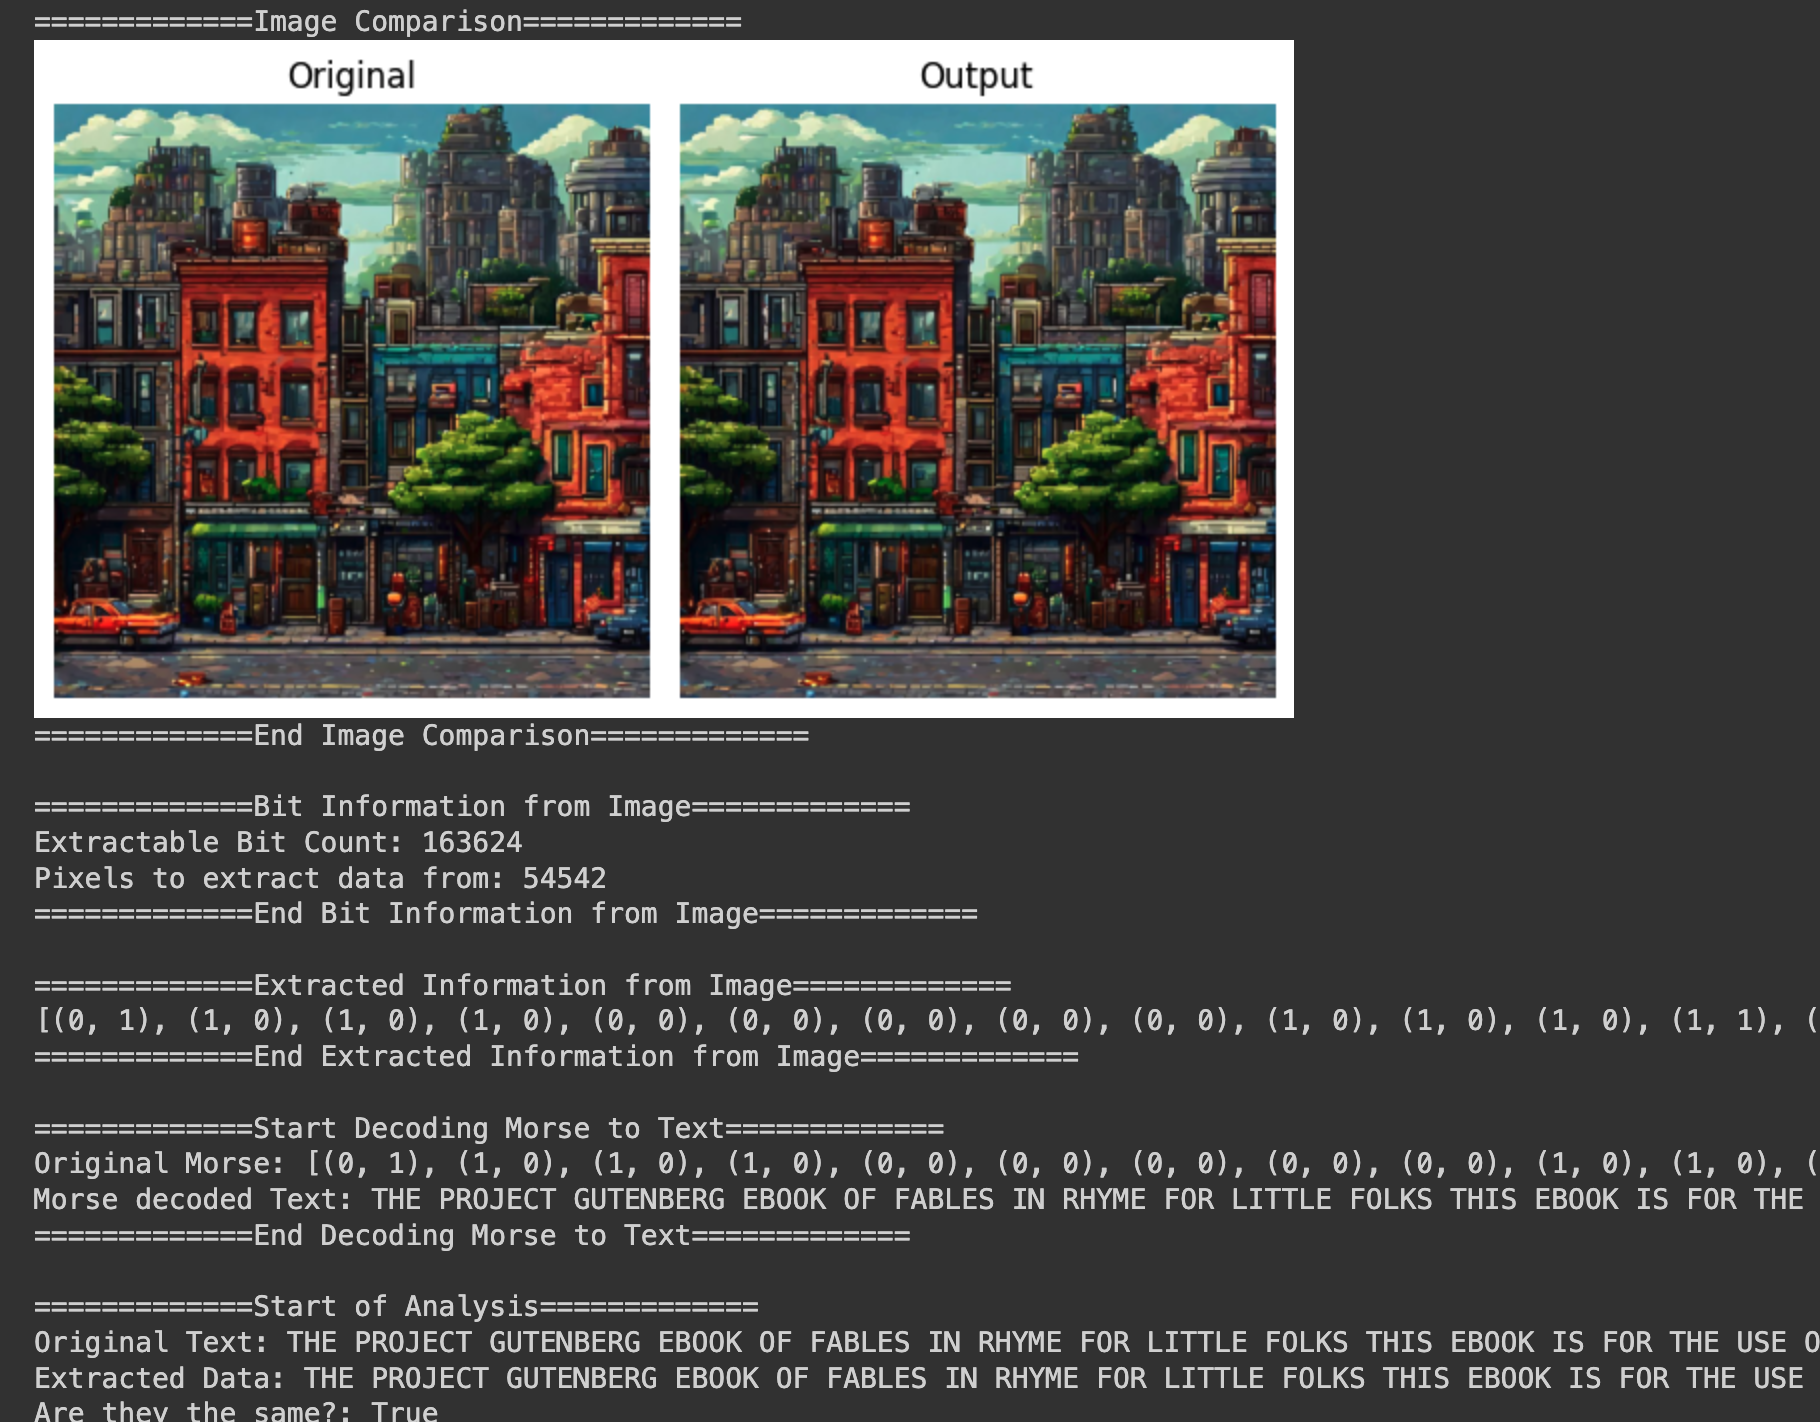 =============Image Comparison=============
Original Output
=============End Image Comparison=============
=============Bit Information from Image=============
Extractable Bit Count: 163624
Pixels to extract data from: 54542
=============End Bit Information from Image=============
=============Extracted Information from Image=============
[(0, 1), (1, 0), (1, 0), (1, 0), (0, 0), (0, 0), (0, 0), (0, 0), (0, 0), (1, 0), (1, 0), (1, 0), (1, 1), (
=============End Extracted Information from Image=============
=============Start Decoding Morse to Text=============
Original Morse: [(0, 1), (1, 0), (1, 0), (1, 0), (0, 0), (0, 0), (0, 0), (0, 0), (0, 0), (1, 0), (1, 0), (
Morse decoded Text: THE PROJECT GUTENBERG EBOOK OF FABLES IN RHYME FOR LITTLE FOLKS THIS EBOOK IS FOR THE
=============End Decoding Morse to Text=============
=============Start of Analysis=============
Original Text: THE PROJECT GUTENBERG EBOOK OF FABLES IN RHYME FOR LITTLE FOLKS THIS EBOOK IS FOR THE USE O
Extracted Data: THE PROJECT GUTENBERG EBOOK OF FABLES IN RHYME FOR LITTLE FOLKS THIS EBOOK IS FOR THE USE
Are they the same?: True